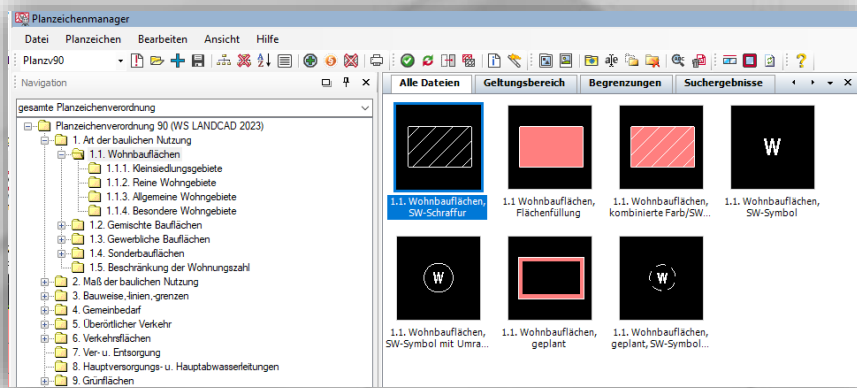 Planzeichenmanager
Datei Planzeichen Bearbeiten Ansicht Hilfe
Planzv90
Navigation
gesamte Planzeichenverordnung
Planzeichenverordnung 90 (WS LANDCAD 2023)
1. Art der baulichen Nutzung
1.1. Wohnbauflächen
1.1.1. Kleinsiedlungsgebiete
1.1.2. Reine Wohngebiete
1.1.3. Allgemeine Wohngebiete
1.1.4. Besondere Wohngebiete
1.2. Gemischte Bauflächen
1.3. Gewerbliche Bauflächen
1.4. Sonderbauflächen
1.5. Beschränkung der Wohnungszahl
2. Maß der baulichen Nutzung
3. Bauweise,-linien,-grenzen
4. Gemeinbedarf
5. Überörtlicher Verkehr
6. Verkehrsflächen
7. Ver- u. Entsorgung
8. Hauptversorgungs- u. Hauptabwasserleitungen
9. Grünflächen
Alle Dateien Geltungsbereich Begrenzungen Suchergebnisse
W
1.1. Wohnbauflächen, SW-Schraffur
1.1 Wohnbauflächen, Flächenfüllung
1.1. Wohnbauflächen, kombinierte Farb/SW...
1.1. Wohnbauflächen, SW-Symbol
W
W
1.1. Wohnbauflächen, SW-Symbol mit Umra...
1.1. Wohnbauflächen, geplant
1.1. Wohnbauflächen, geplant, SW-Symbol...